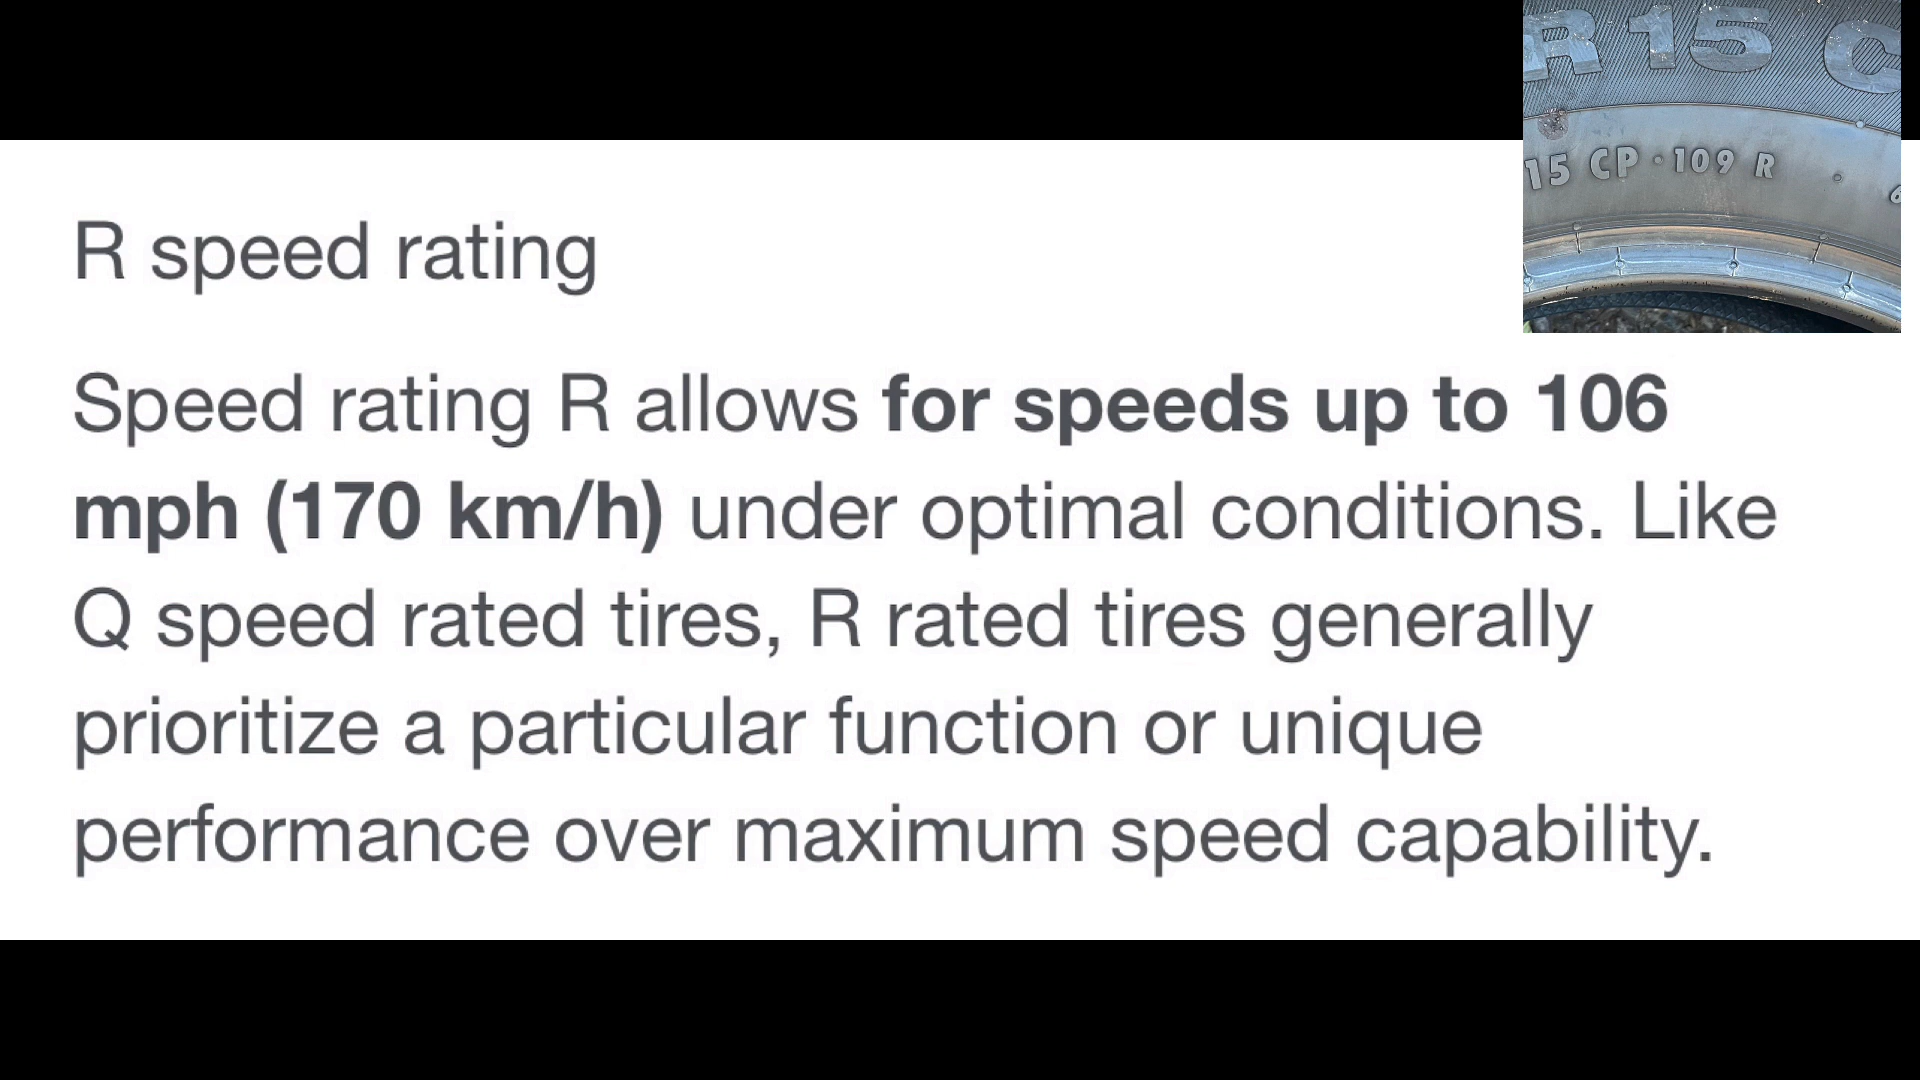 R 15 C
15 CP · 109 R
R speed rating
Speed rating R allows for speeds up to 106
mph (170 km/h) under optimal conditions. Like
Q speed rated tires, R rated tires generally
prioritize a particular function or unique
performance over maximum speed capability.